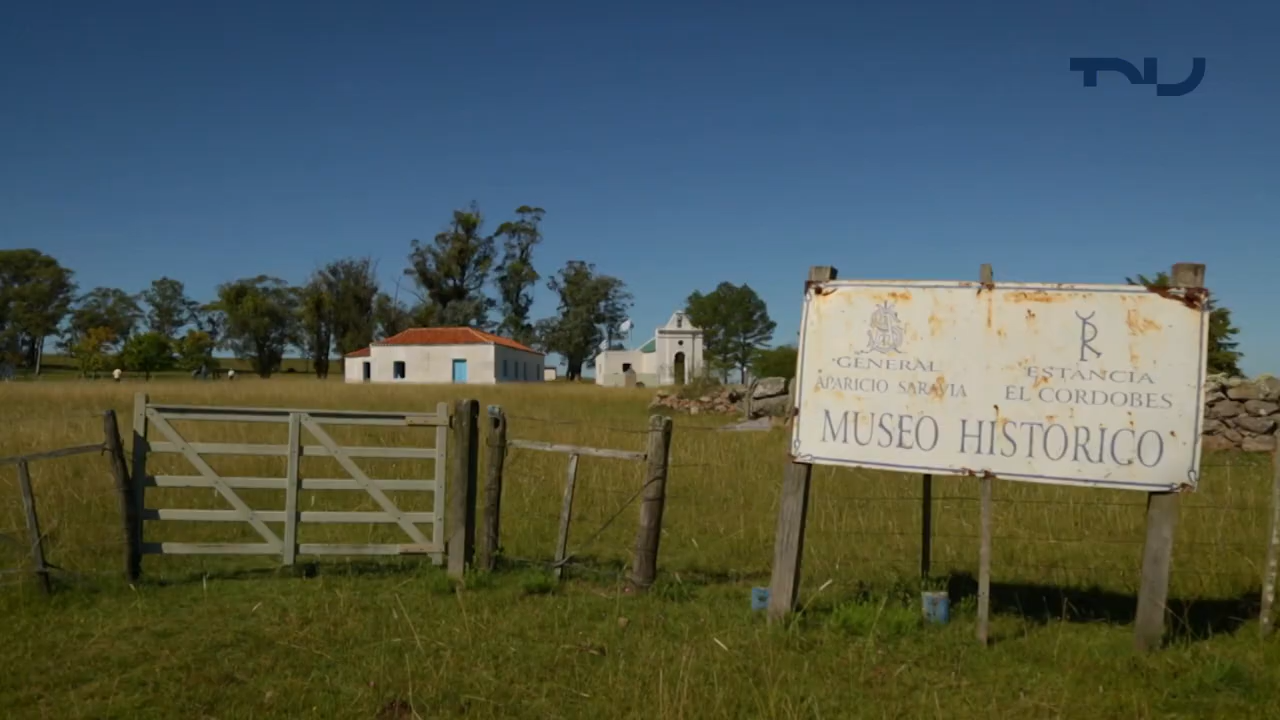 TNU
GENERAL
APARICIO SARAVIA
ESTANCIA
EL CORDOBES
MUSEO HISTORICO